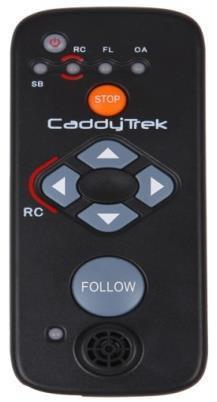 RC FL OA
SB
STOP
CaddyTrek
RC
FOLLOW